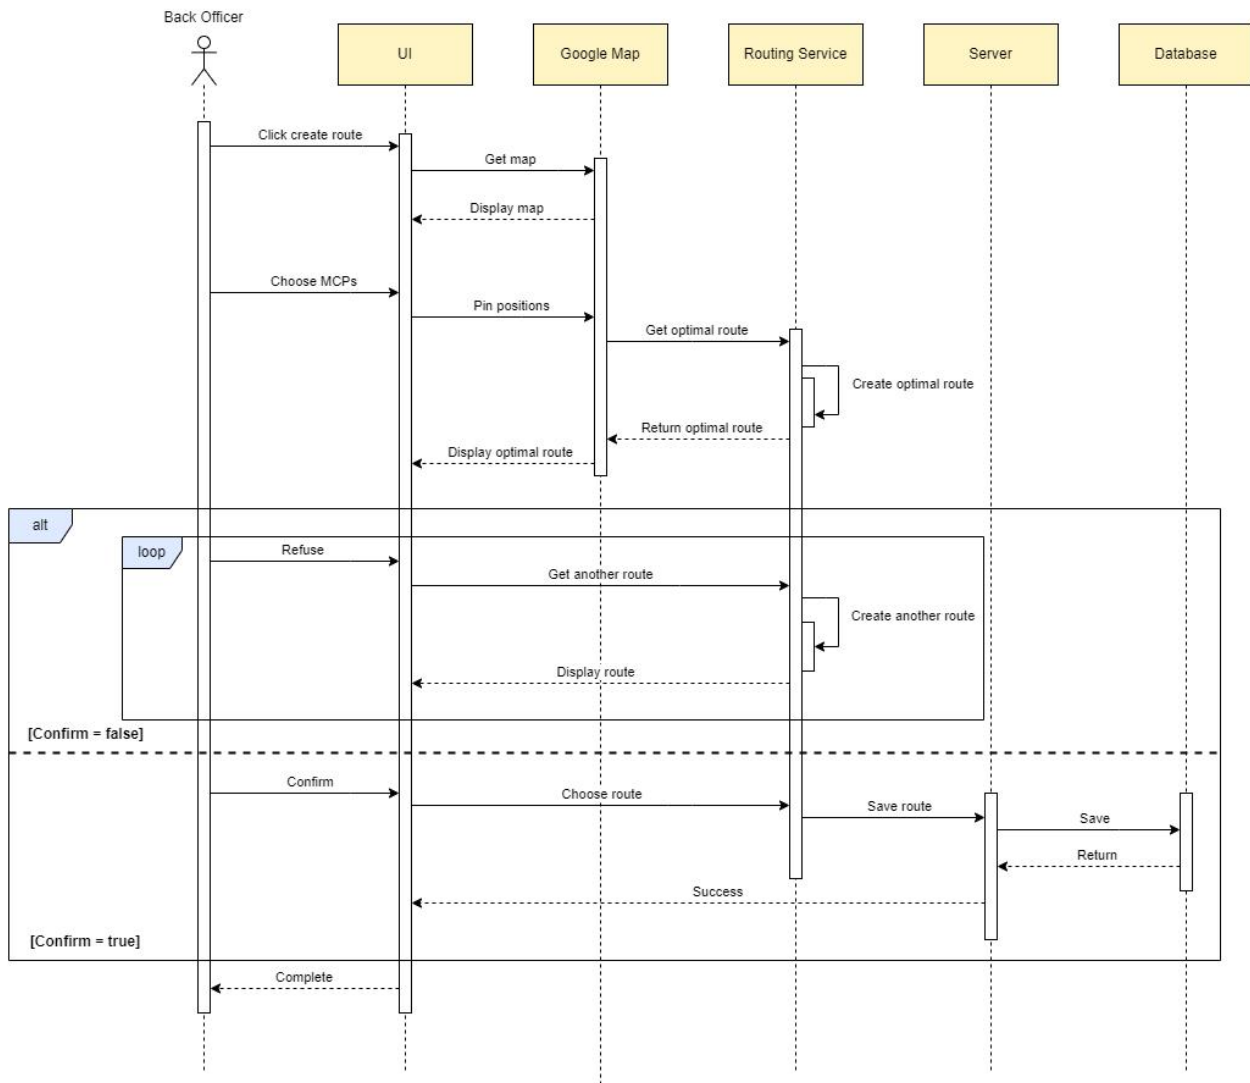 Back Officer
UI
Google Map
Routing Service
Server
Database
Click create route
Get map
Display map
Choose MCPs
Pin positions
Get optimal route
Create optimal route
Return optimal route
Display optimal route
alt
loop
Refuse
Get another route
Create another route
Display route
[Confirm = false]
Confirm
Choose route
Save route
Save
Return
Success
[Confirm = true]
Complete